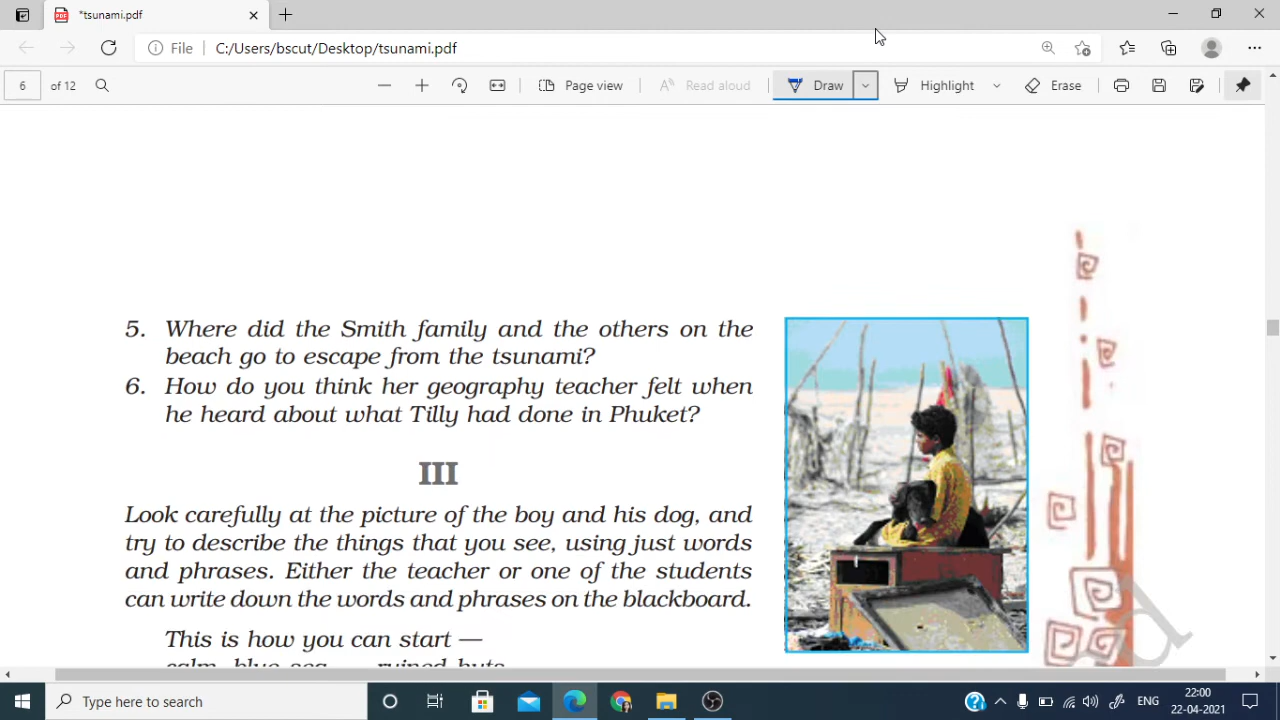 *tsunami.pdf
File C:/Users/bscut/Desktop/tsunami.pdf
6 of 12 Page view Read aloud Draw Highlight Erase
5. Where did the Smith family and the others on the
beach go to escape from the tsunami?
6. How do you think her geography teacher felt when
he heard about what Tilly had done in Phuket?
III
Look carefully at the picture of the boy and his dog, and
try to describe the things that you see, using just words
and phrases. Either the teacher or one of the students
can write down the words and phrases on the blackboard.
This is how you can start —
calm, blue sea ruined huts
d
Type here to search
ENG
22:00
22-04-2021